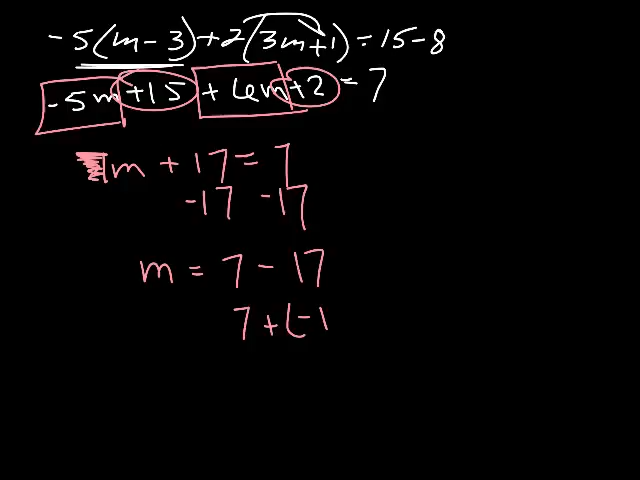 -5(m-3)+2(3m+1)=15-8
-5m+15+6m+2=7
1m+17=7
-17 -17
m=7-17
7+(-1